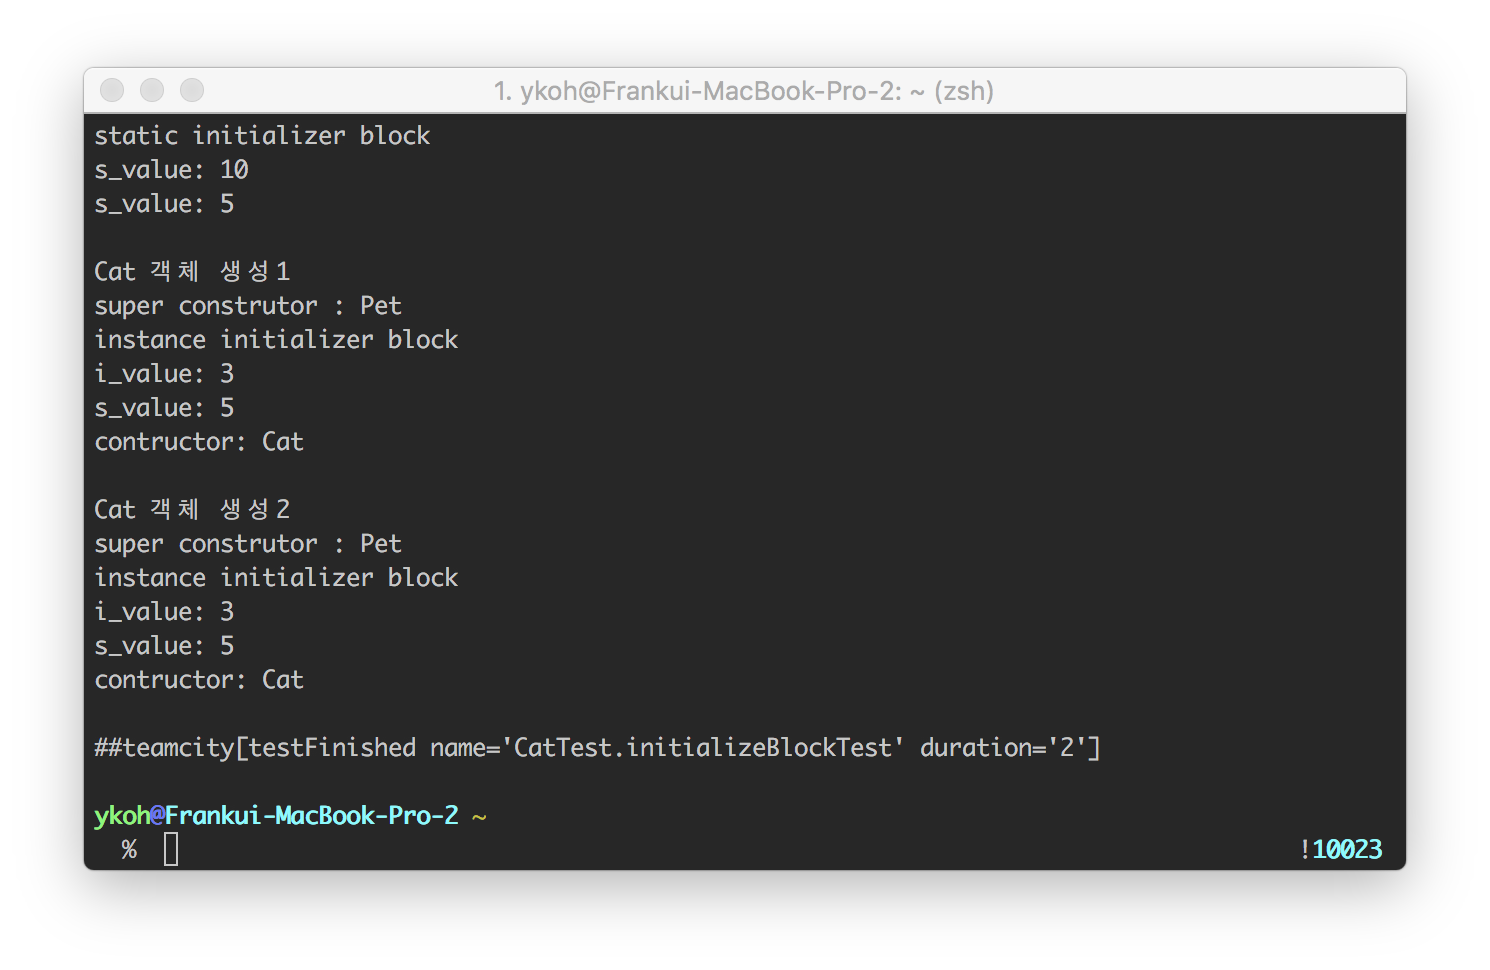 1. ykoh@Frankui-MacBook-Pro-2: ~ (zsh)
static initializer block
s_value: 10
s_value: 5
Cat 객체 생성1
super construtor : Pet
instance initializer block
i_value: 3
s_value: 5
contructor: Cat
Cat 객체 생성2
super construtor : Pet
instance initializer block
i_value: 3
s_value: 5
contructor: Cat
##teamcity[testFinished name='CatTest.initializeBlockTest' duration='2']
ykoh@Frankui-MacBook-Pro-2 ~
% !10023